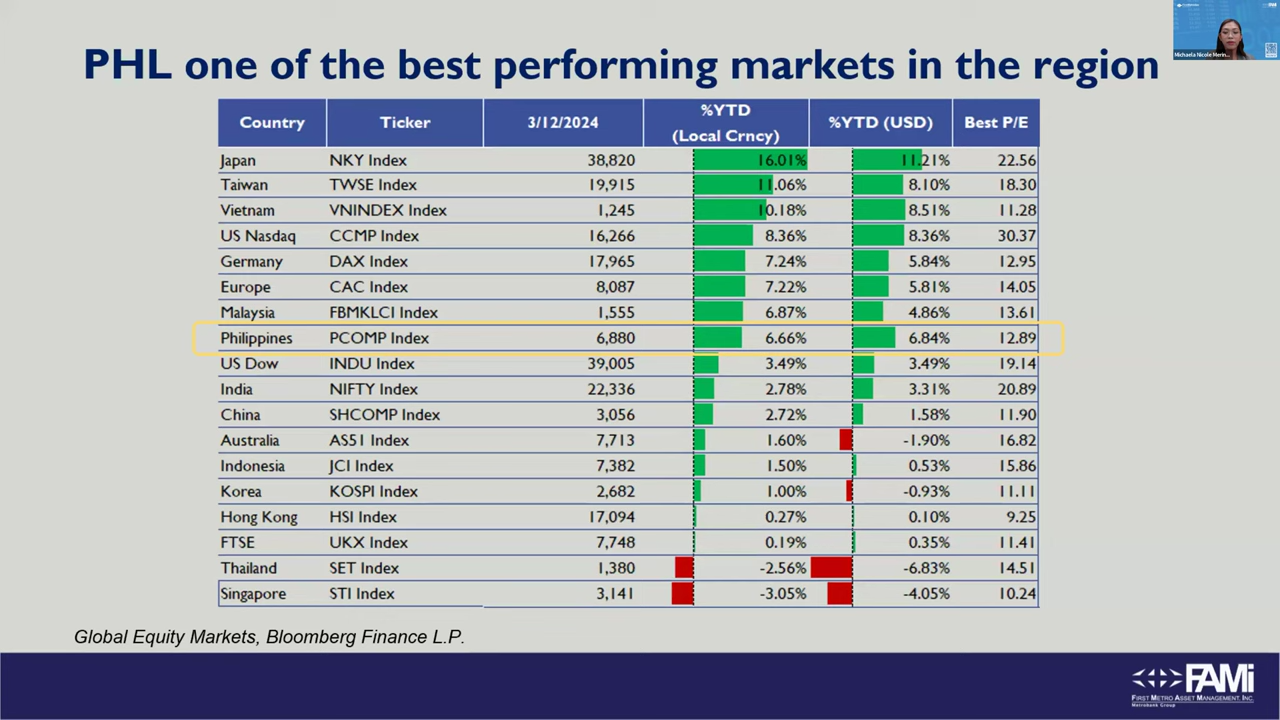 PHL one of the best performing markets in the region
Country Ticker 3/12/2024 %YTD (Local Crncy) %YTD (USD) Best P/E
Japan NKY Index 38,820 16.01% 11.21% 22.56
Taiwan TWSE Index 19,915 11.06% 8.10% 18.30
Vietnam VNINDEX Index 1,245 10.18% 8.51% 11.28
US Nasdaq CCMP Index 16,266 8.36% 8.36% 30.37
Germany DAX Index 17,965 7.24% 5.84% 12.95
Europe CAC Index 8,087 7.22% 5.81% 14.05
Malaysia FBMKLCI Index 1,555 6.87% 4.86% 13.61
Philippines PCOMP Index 6,880 6.66% 6.84% 12.89
US Dow INDU Index 39,005 3.49% 3.49% 19.14
India NIFTY Index 22,336 2.78% 3.31% 20.89
China SHCOMP Index 3,056 2.72% 1.58% 11.90
Australia AS51 Index 7,713 1.60% -1.90% 16.82
Indonesia JCI Index 7,382 1.50% 0.53% 15.86
Korea KOSPI Index 2,682 1.00% -0.93% 11.11
Hong Kong HSI Index 17,094 0.27% 0.10% 9.25
FTSE UKX Index 7,748 0.19% 0.35% 11.41
Thailand SET Index 1,380 -2.56% -6.83% 14.51
Singapore STI Index 3,141 -3.05% -4.05% 10.24
Global Equity Markets, Bloomberg Finance L.P.
FAMi
FIRST METRO ASSET MANAGEMENT, INC.
Metrobank Group
FAMi
Michaela Nicole Merin...